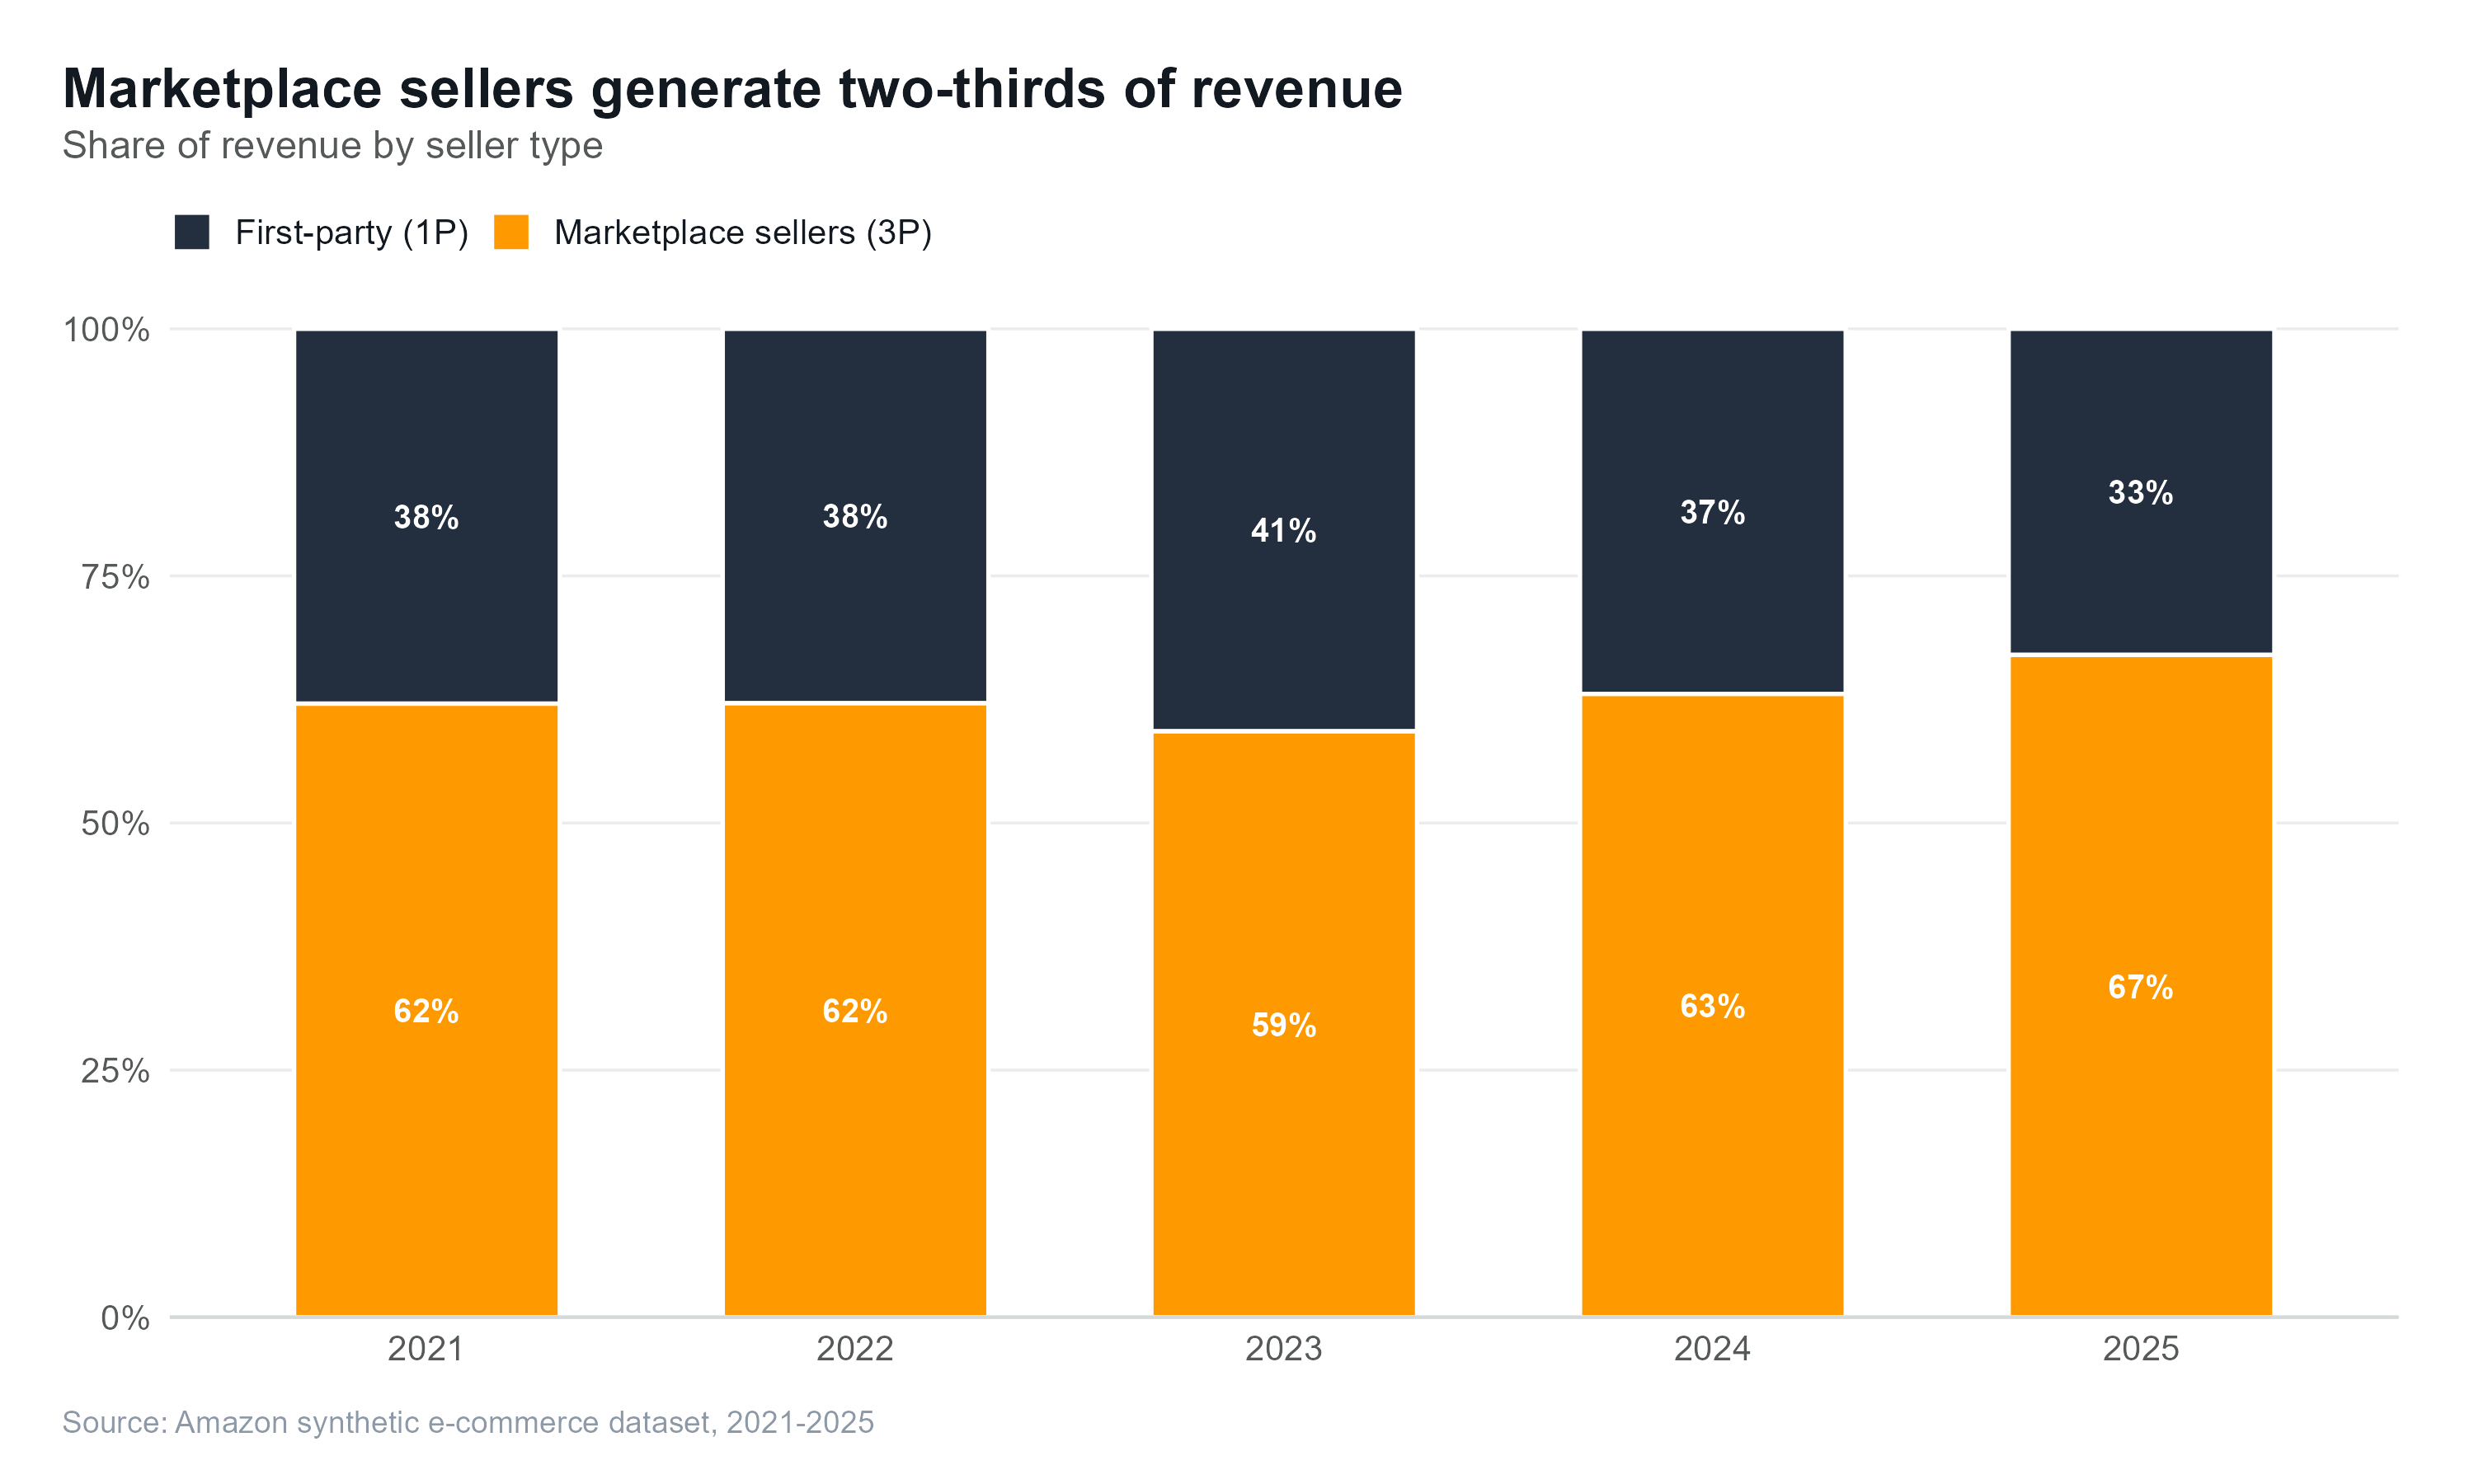 Marketplace sellers generate two-thirds of revenue
Share of revenue by seller type
First-party (1P) Marketplace sellers (3P)
100%
75%
50%
25%
0%
38% 38% 41% 37% 33%
62% 62% 59% 63% 67%
2021 2022 2023 2024 2025
Source: Amazon synthetic e-commerce dataset, 2021-2025